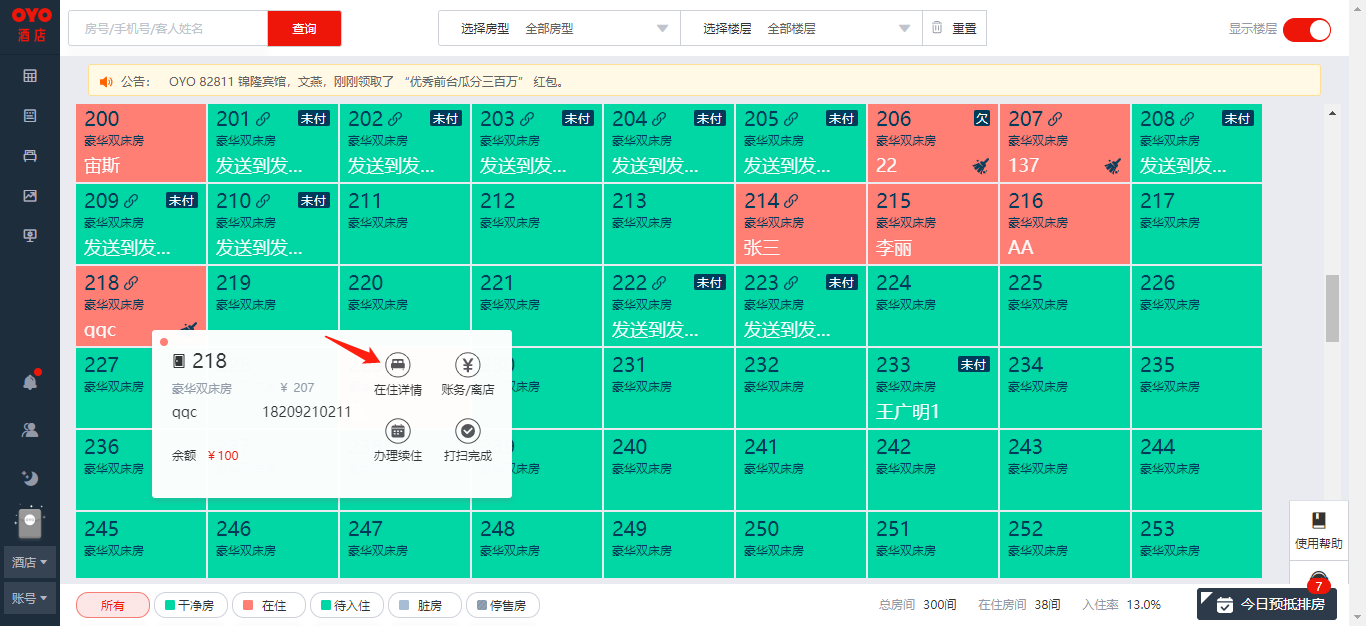 OYO
酒店
房号/手机号/客人姓名
查询
选择房型 全部房型
选择楼层 全部楼层
重置
显示楼层
公告： OYO 82811 锦隆宾馆，文燕，刚刚领取了 “优秀前台瓜分三百万” 红包。
200
豪华双床房
宙斯
201 未付
豪华双床房
发送到发...
202 未付
豪华双床房
发送到发...
203 未付
豪华双床房
发送到发...
204 未付
豪华双床房
发送到发...
205 未付
豪华双床房
发送到发...
206 欠
豪华双床房
22
207
豪华双床房
137
208 未付
豪华双床房
发送到发...
209 未付
豪华双床房
发送到发...
210 未付
豪华双床房
发送到发...
211
豪华双床房
212
豪华双床房
213
豪华双床房
214
豪华双床房
张三
215
豪华双床房
李丽
216
豪华双床房
AA
217
豪华双床房
218
豪华双床房
qqc
219
豪华双床房
220
豪华双床房
221
豪华双床房
222 未付
豪华双床房
发送到发...
223 未付
豪华双床房
发送到发...
224
豪华双床房
225
豪华双床房
226
豪华双床房
227
豪华双床房
218
豪华双床房 ¥ 207
qqc 18209210211
余额 ¥100
在住详情
账务/离店
办理续住
打扫完成
双床房
231
豪华双床房
232
豪华双床房
233 未付
豪华双床房
王广明1
234
豪华双床房
235
豪华双床房
236
豪华双床房
双床房
240
豪华双床房
241
豪华双床房
242
豪华双床房
243
豪华双床房
244
豪华双床房
245
豪华双床房
246
豪华双床房
247
豪华双床房
248
豪华双床房
249
豪华双床房
250
豪华双床房
251
豪华双床房
252
豪华双床房
253
豪华双床房
酒店
账号
使用帮助
7
今日预抵排房
所有
干净房
在住
待入住
脏房
停售房
总房间 300间
在住房间 38间
入住率 13.0%